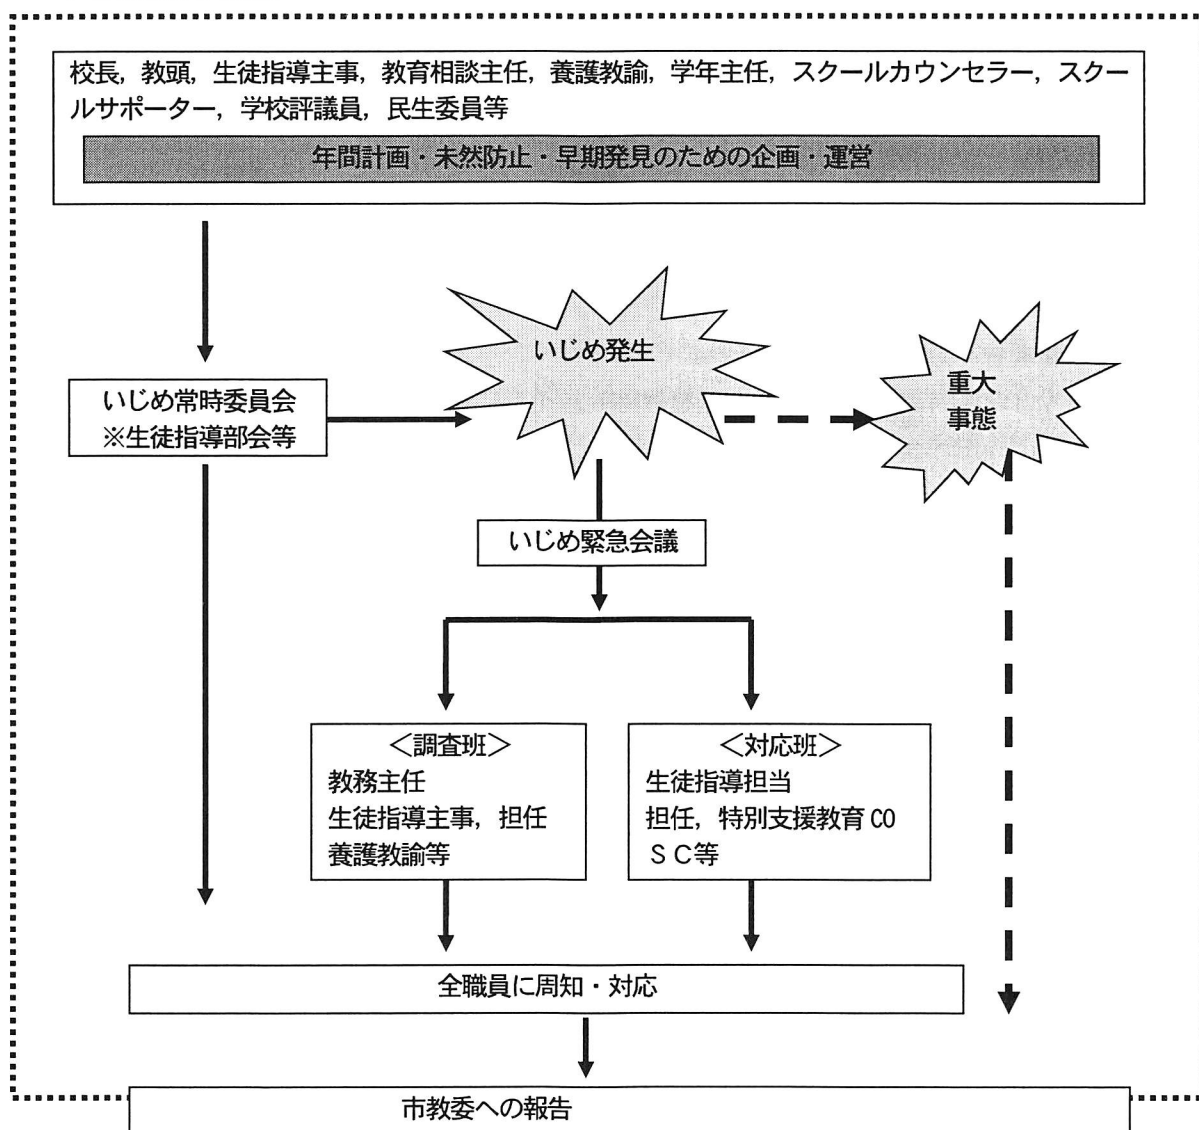 校長，教頭，生徒指導主事，教育相談主任，養護教諭，学年主任，スクールカウンセラー，スクー
ルサポーター，学校評議員，民生委員等
年間計画・未然防止・早期発見のための企画・運営
いじめ発生
重大
事態
いじめ常時委員会
※生徒指導部会等
いじめ緊急会議
＜調査班＞
教務主任
生徒指導主事，担任
養護教諭等
＜対応班＞
生徒指導担当
担任，特別支援教育 CO
ＳＣ等
全職員に周知・対応
市教委への報告